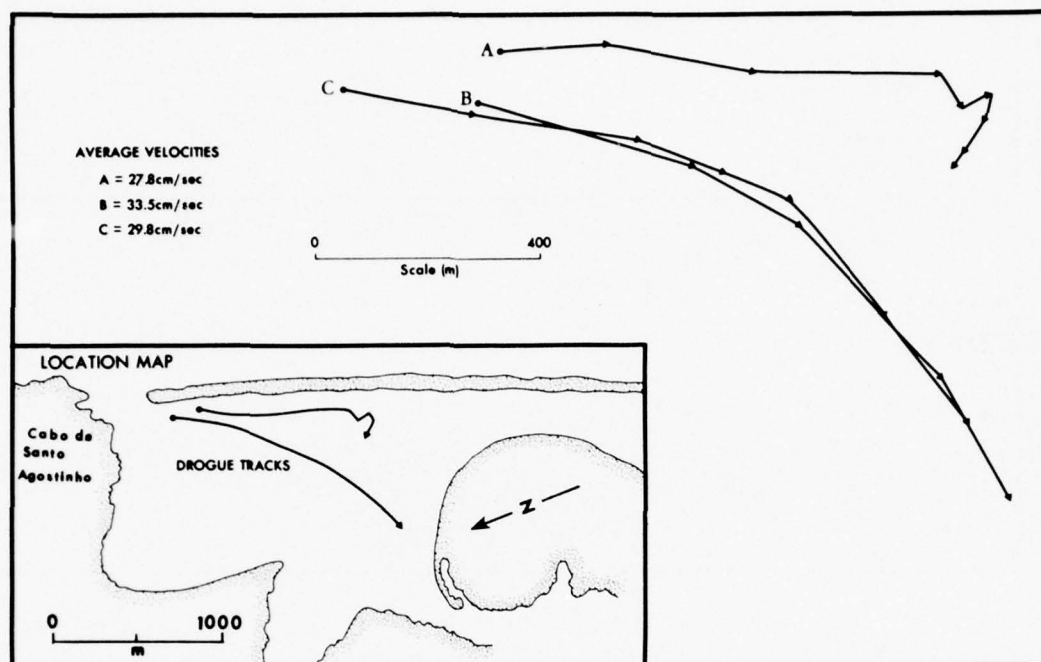 A
C
B
AVERAGE VELOCITIES
A = 27.8cm/sec
B = 33.5cm/sec
C = 29.8cm/sec
0 400
Scale (m)
LOCATION MAP
Cabo de
Santo
Agostinho
DROGUE TRACKS
N
0 1000
m